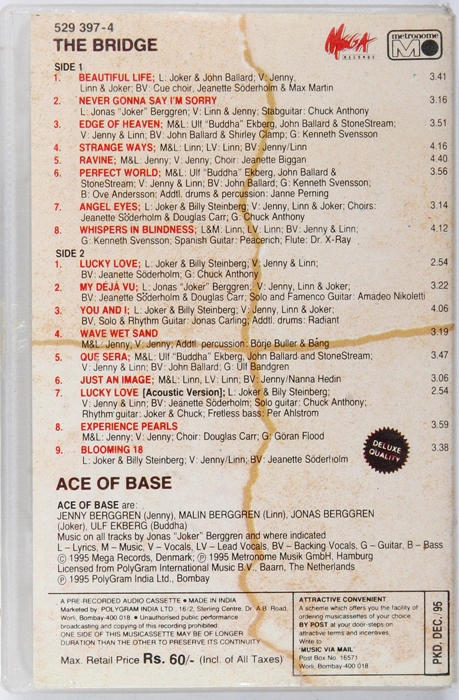 529 397-4
THE BRIDGE
MEGA
RECORDS
metronome
M
SIDE 1
1. BEAUTIFUL LIFE; L: Joker & John Ballard; V: Jenny, 3.41
Linn & Joker; BV: Cue choir, Jeanette Söderholm & Max Martin
2. NEVER GONNA SAY I'M SORRY 3.16
L: Jonas "Joker" Berggren; V: Linn & Jenny; Stabguitar: Chuck Anthony
3. EDGE OF HEAVEN; M&L: Ulf "Buddha" Ekberg, John Ballard & StoneStream; 3.51
V: Jenny & Linn; BV: John Ballard & Shirley Clamp; G: Kenneth Svensson
4. STRANGE WAYS; M&L: Linn; LV: Linn; BV: Jenny/Linn 4.16
5. RAVINE; M&L: Jenny; V: Jenny, Choir: Jeanette Biggan 4.40
6. PERFECT WORLD; M&L: Ulf "Buddha" Ekberg, John Ballard & 3.56
StoneStream; V: Jenny & Linn; BV: John Ballard; G: Kenneth Svensson;
B: Ove Andersson; Addtl. drums & percussion: Janne Perning
7. ANGEL EYES; L: Joker & Billy Steinberg; V: Jenny, Linn & Joker; Choirs: 3.14
Jeanette Söderholm & Douglas Carr; G: Chuck Anthony
8. WHISPERS IN BLINDNESS; L&M: Linn; LV: Linn; BV: Jenny & Linn; 4.12
G: Kenneth Svensson; Spanish Guitar: Peacerich; Flute: Dr. X-Ray
SIDE 2
1. LUCKY LOVE; L: Joker & Billy Steinberg; V: Jenny & Linn; 2.54
BV: Jeanette Söderholm; G: Chuck Anthony
2. MY DÉJÀ VU; L: Jonas "Joker" Berggren; V: Jenny, Linn & Joker; 3.22
BV: Jeanette Söderholm & Douglas Carr; Solo and Famenco Guitar: Amadeo Nikoletti
3. YOU AND I; L: Joker & Billy Steinberg; V: Jenny, Linn & Joker; 4.06
BV, Solo & Rhythm Guitar: Jonas Carling; Addtl. drums: Radiant
4. WAVE WET SAND 3.19
M&L: Jenny, V: Jenny; Addtl. percussion: Börje Buller & Bång
5. QUE SERA; M&L: Ulf "Buddha" Ekberg, John Ballard and StoneStream; 3.47
V: Jenny & Linn; BV: John Ballard; G: Ulf Bandgren
6. JUST AN IMAGE; M&L: Linn, LV: Linn; BV: Jenny/Nanna Hedin 3.06
7. LUCKY LOVE [Acoustic Version]; L: Joker & Billy Steinberg; 2.54
V: Jenny & Linn; BV: Jeanette Söderholm; Solo guitar: Chuck Anthony;
Rhythm guitar: Joker & Chuck; Fretless bass: Per Ahlstrom
8. EXPERIENCE PEARLS 3.59
M&L: Jenny; V: Jenny; Choir: Douglas Carr; G: Göran Flood
9. BLOOMING 18 3.38
L: Joker & Billy Steinberg; V: Jenny/Linn; BV: Jeanette Söderholm
DELUXE
QUALITY
ACE OF BASE
ACE OF BASE are:
JENNY BERGGREN (Jenny), MALIN BERGGREN (Linn), JONAS BERGGREN
(Joker), ULF EKBERG (Buddha)
Music on all tracks by Jonas "Joker" Berggren and where indicated
L – Lyrics, M – Music, V – Vocals, LV – Lead Vocals, BV – Backing Vocals, G – Guitar, B – Bass
© 1995 Mega Records, Denmark; ℗ 1995 Metronome Musik GmbH, Hamburg
Licensed from PolyGram International Music B.V. Baarn, The Netherlands
℗ 1995 PolyGram India Ltd., Bombay
A PRE-RECORDED AUDIO CASSETTE ● MADE IN INDIA
Marketed by: POLYGRAM INDIA LTD., 16/2, Sterling Centre, Dr. A.B. Road,
Worli, Bombay-400 018 ● Unauthorised public performance
broadcasting and copying of this recording prohibited
ONE SIDE OF THIS MUSICASSETTE MAY BE OF LONGER
DURATION THAN THE OTHER TO PRESERVE ITS CONTINUITY
Max. Retail Price Rs. 60/- (Incl. of All Taxes)
ATTRACTIVE CONVENIENT.
A scheme which offers you the facility of
ordering musicassettes of your choice
BY POST at your door-steps on
attractive terms and incentives.
Write to
'MUSIC VIA MAIL'
Post Box No. 16571
Worli, Bombay-400 018
PKD. DEC. '95